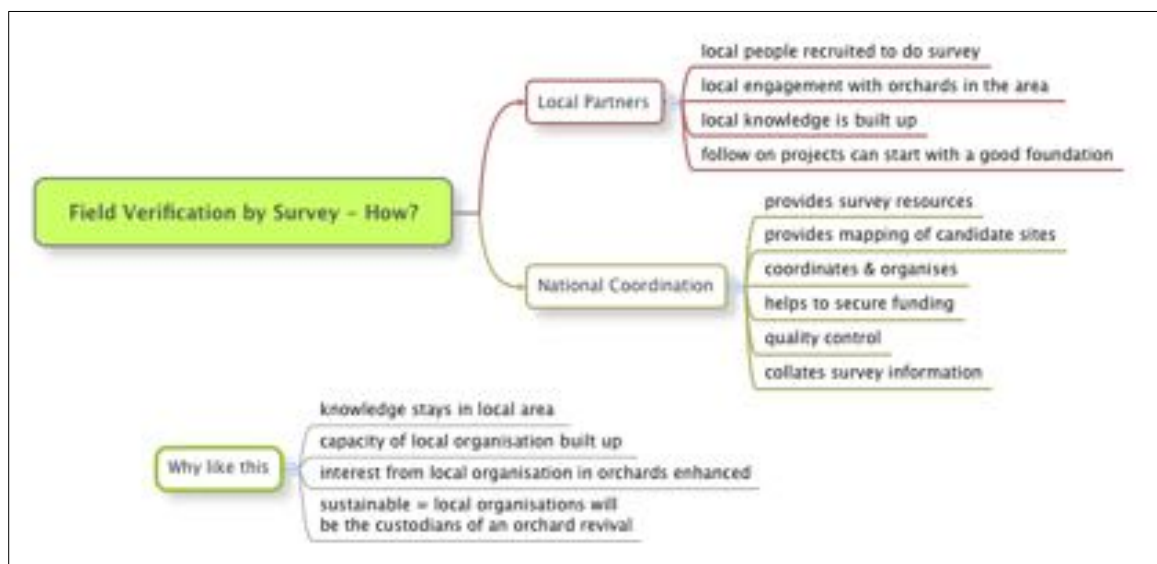 Field Verification by Survey - How?
Local Partners
local people recruited to do survey
local engagement with orchards in the area
local knowledge is built up
follow on projects can start with a good foundation
National Coordination
provides survey resources
provides mapping of candidate sites
coordinates & organises
helps to secure funding
quality control
collates survey information
Why like this
knowledge stays in local area
capacity of local organisation built up
interest from local organisation in orchards enhanced
sustainable = local organisations will
be the custodians of an orchard revival